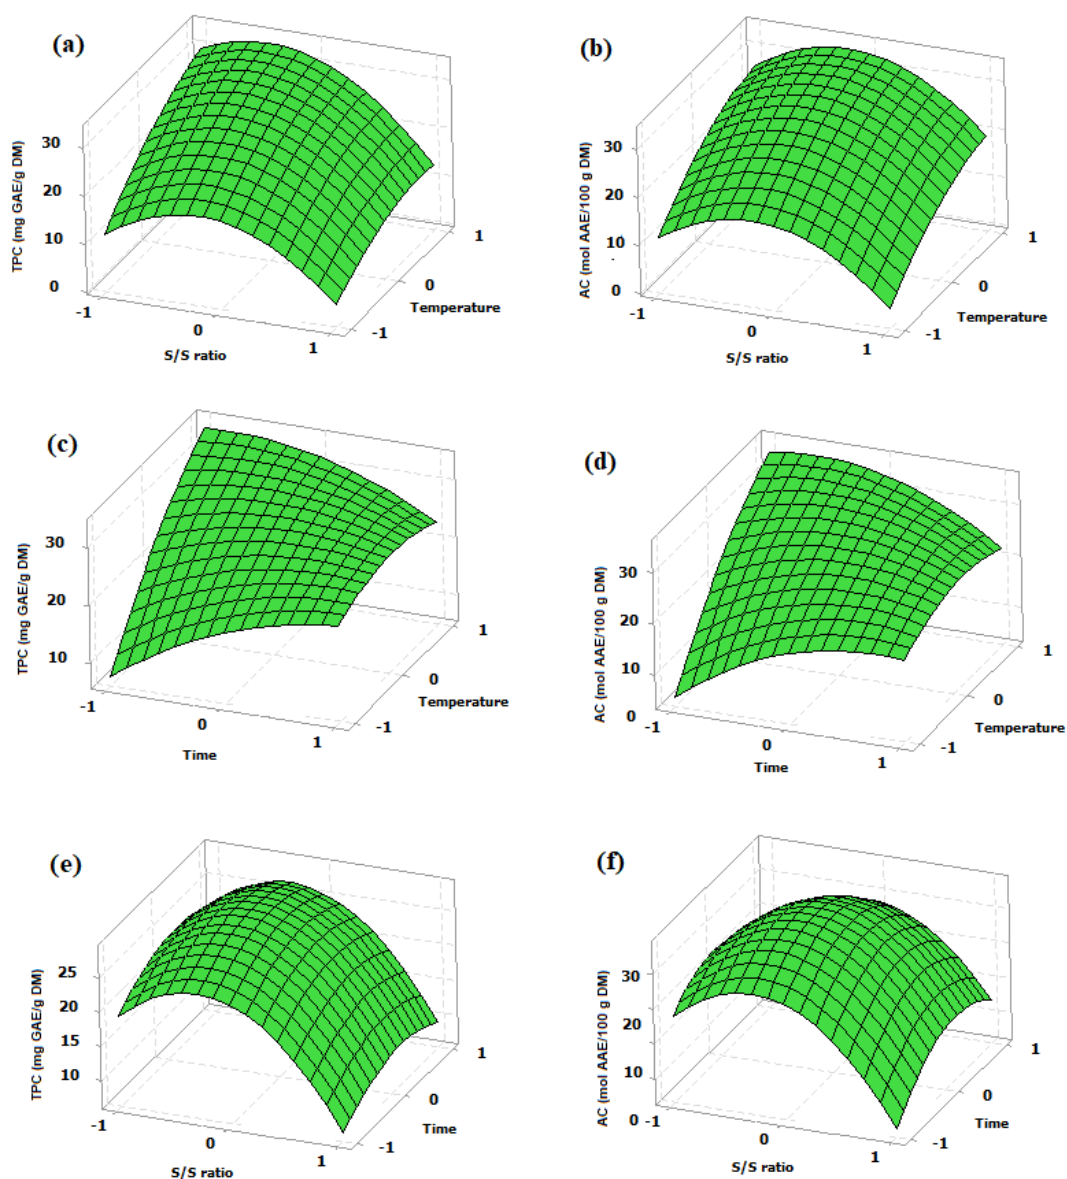 (a)
TPC (mg GAE/g DM)
30
20
10
0
-1
0
1
S/S ratio
-1
0
1
Temperature
(b)
AC (mol AAE/100 g DM)
30
20
10
0
-1
0
1
S/S ratio
-1
0
1
Temperature
(c)
TPC (mg GAE/g DM)
30
20
10
-1
0
1
Time
-1
0
1
Temperature
(d)
AC (mol AAE/100 g DM)
30
20
10
0
-1
0
1
Time
-1
0
1
Temperature
(e)
TPC (mg GAE/g DM)
25
20
15
10
-1
0
1
S/S ratio
-1
0
1
Time
(f)
AC (mol AAE/100 g DM)
30
20
10
0
-1
0
1
S/S ratio
-1
0
1
Time